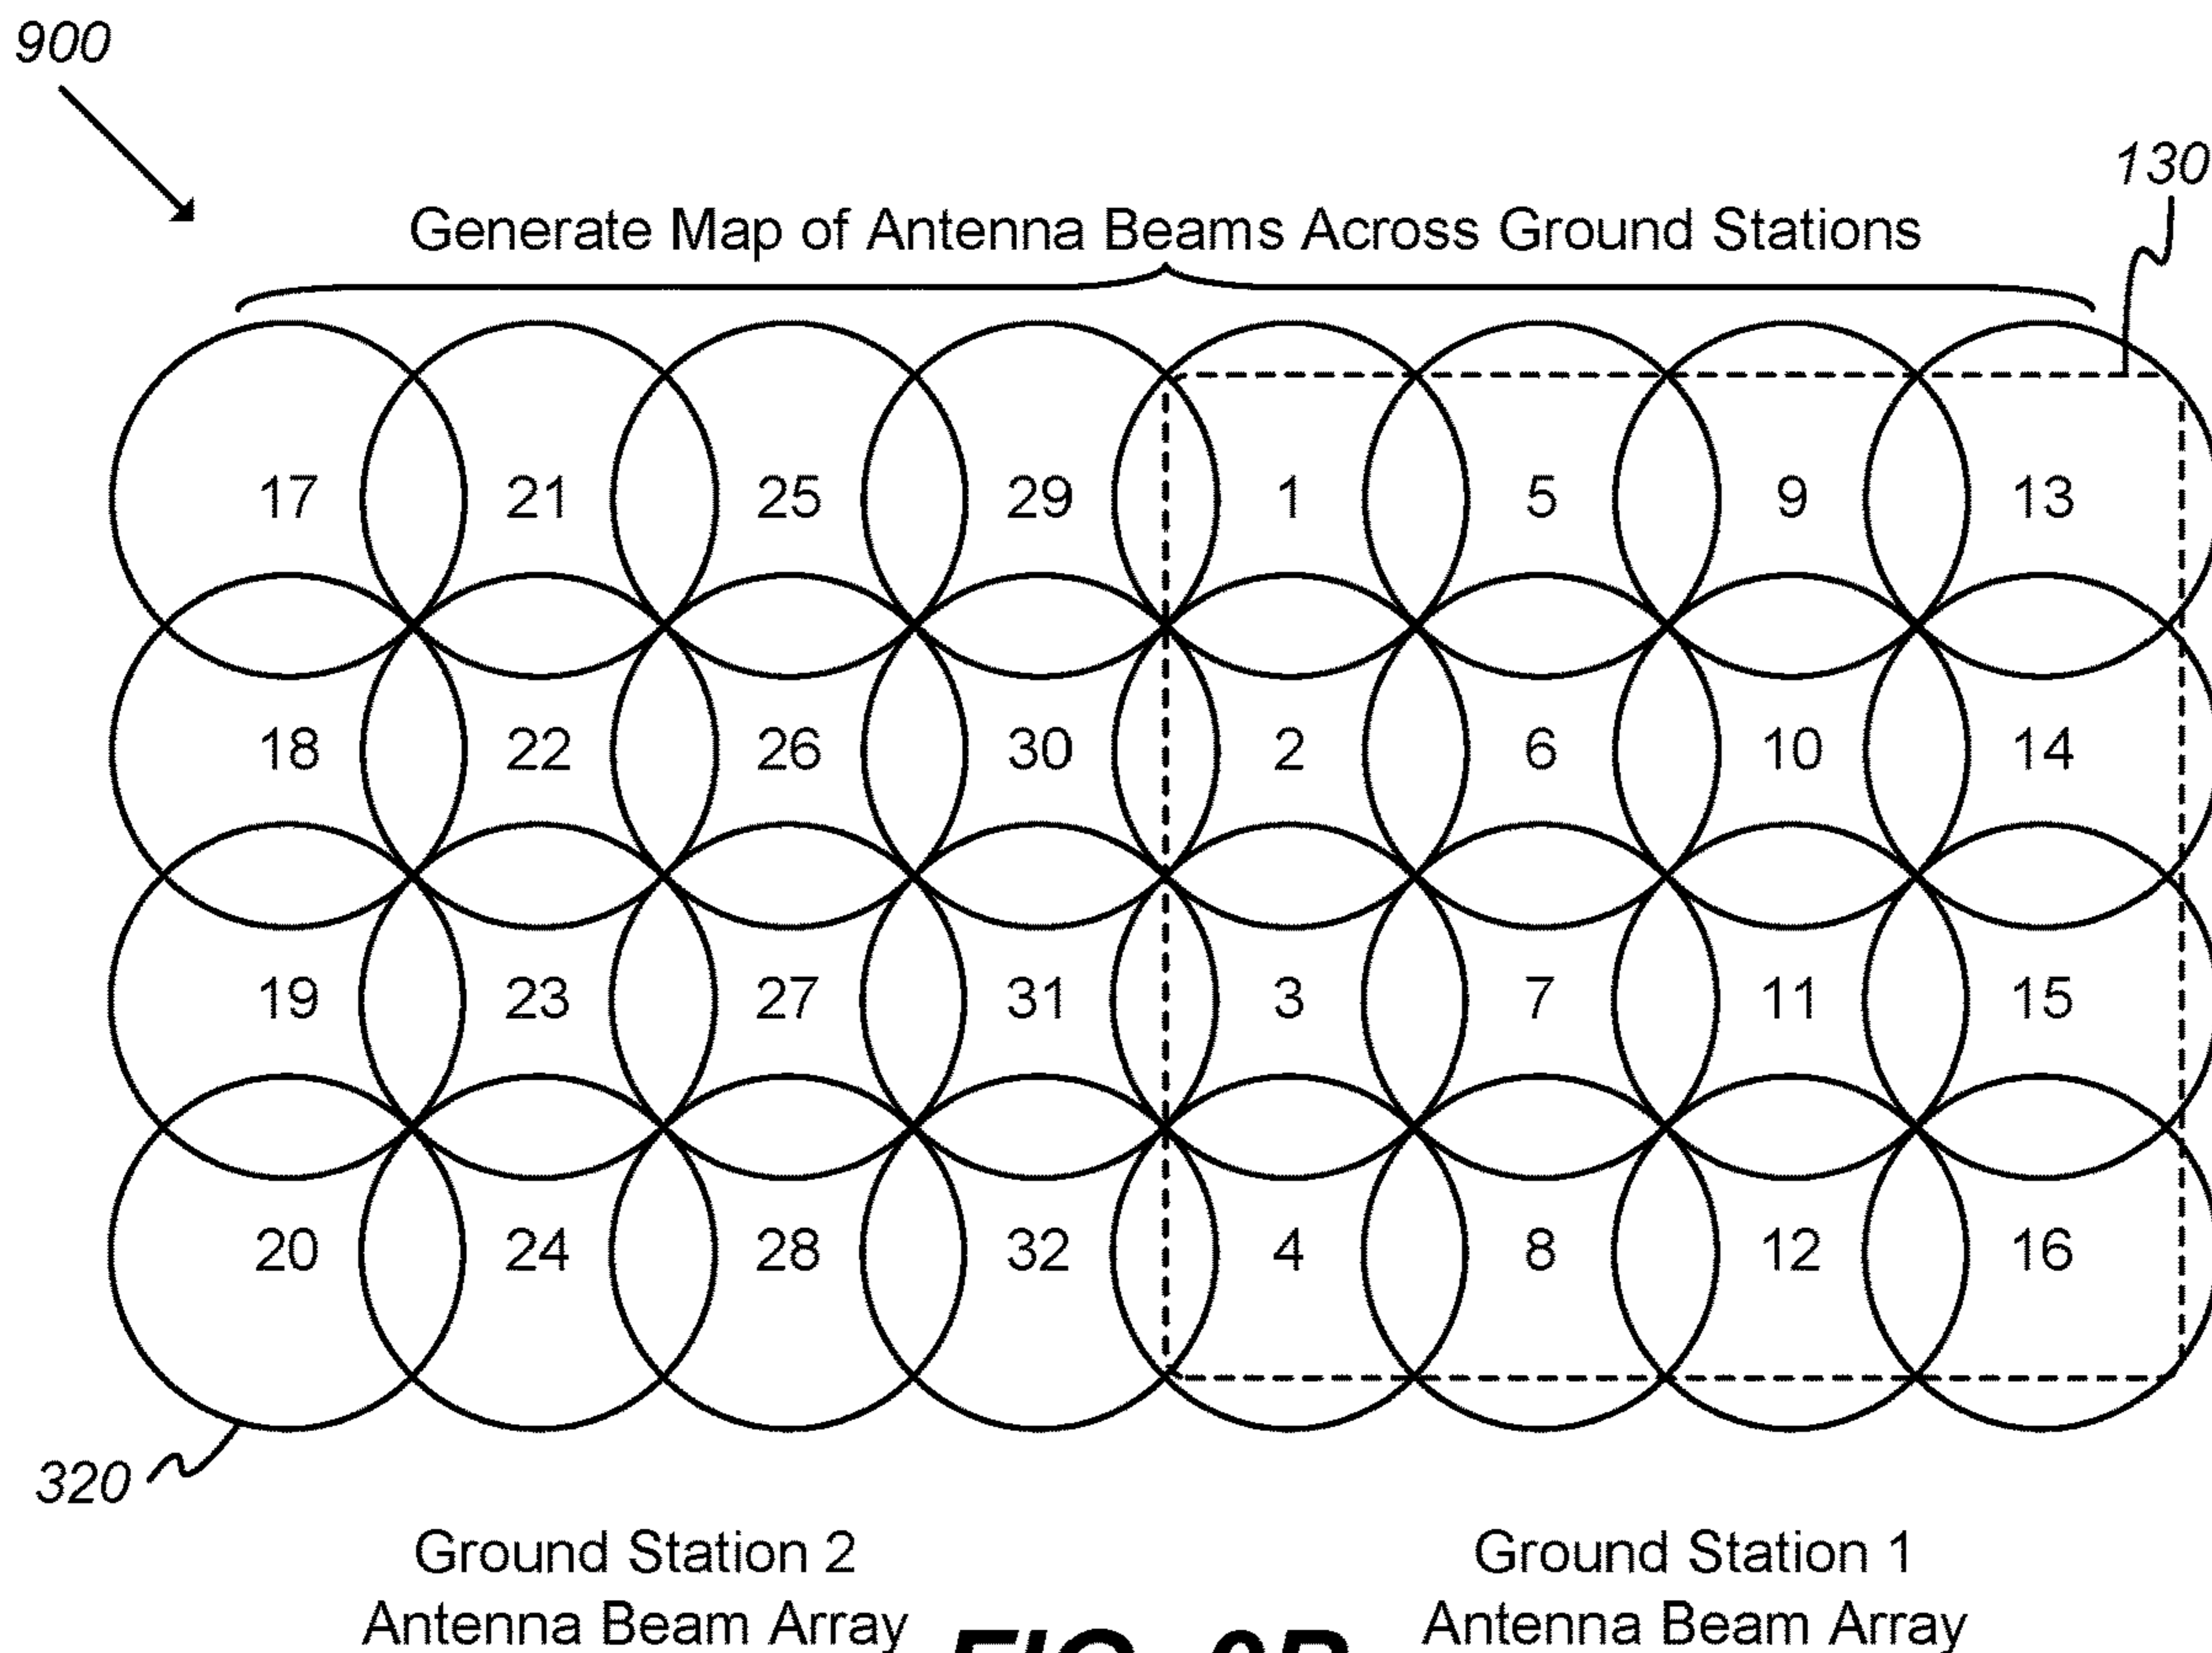 900
130
Generate Map of Antenna Beams Across Ground Stations
17 21 25 29 1 5 9 13
18 22 26 30 2 6 10 14
19 23 27 31 3 7 11 15
20 24 28 32 4 8 12 16
320
Ground Station 2
Antenna Beam Array
Ground Station 1
Antenna Beam Array
FIG.